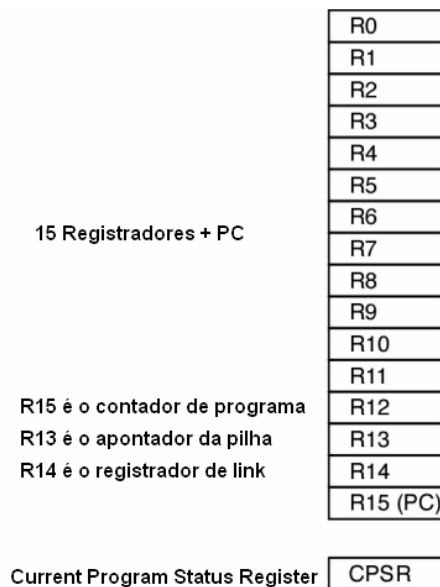 R0
R1
R2
R3
R4
R5
R6
15 Registradores + PC
R7
R8
R9
R10
R11
R15 é o contador de programa
R12
R13 é o apontador da pilha
R13
R14 é o registrador de link
R14
R15 (PC)
Current Program Status Register
CPSR